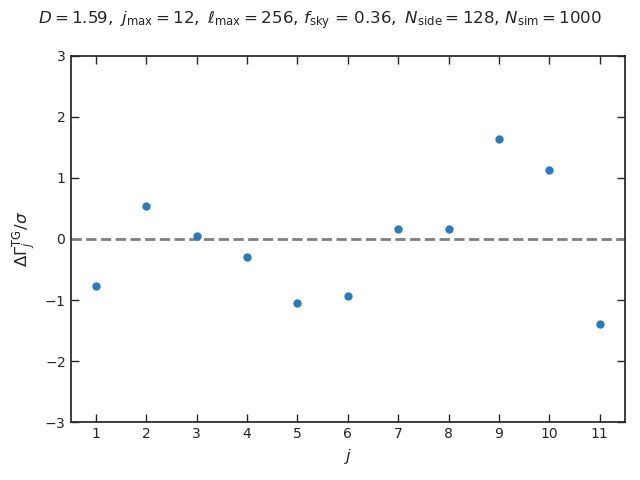 D = 1.59, j_max = 12, ℓ_max = 256, f_sky = 0.36, N_side = 128, N_sim = 1000
3
2
1
0
−1
−2
−3
ΔΓ_j^TG/σ
1 2 3 4 5 6 7 8 9 10 11
j